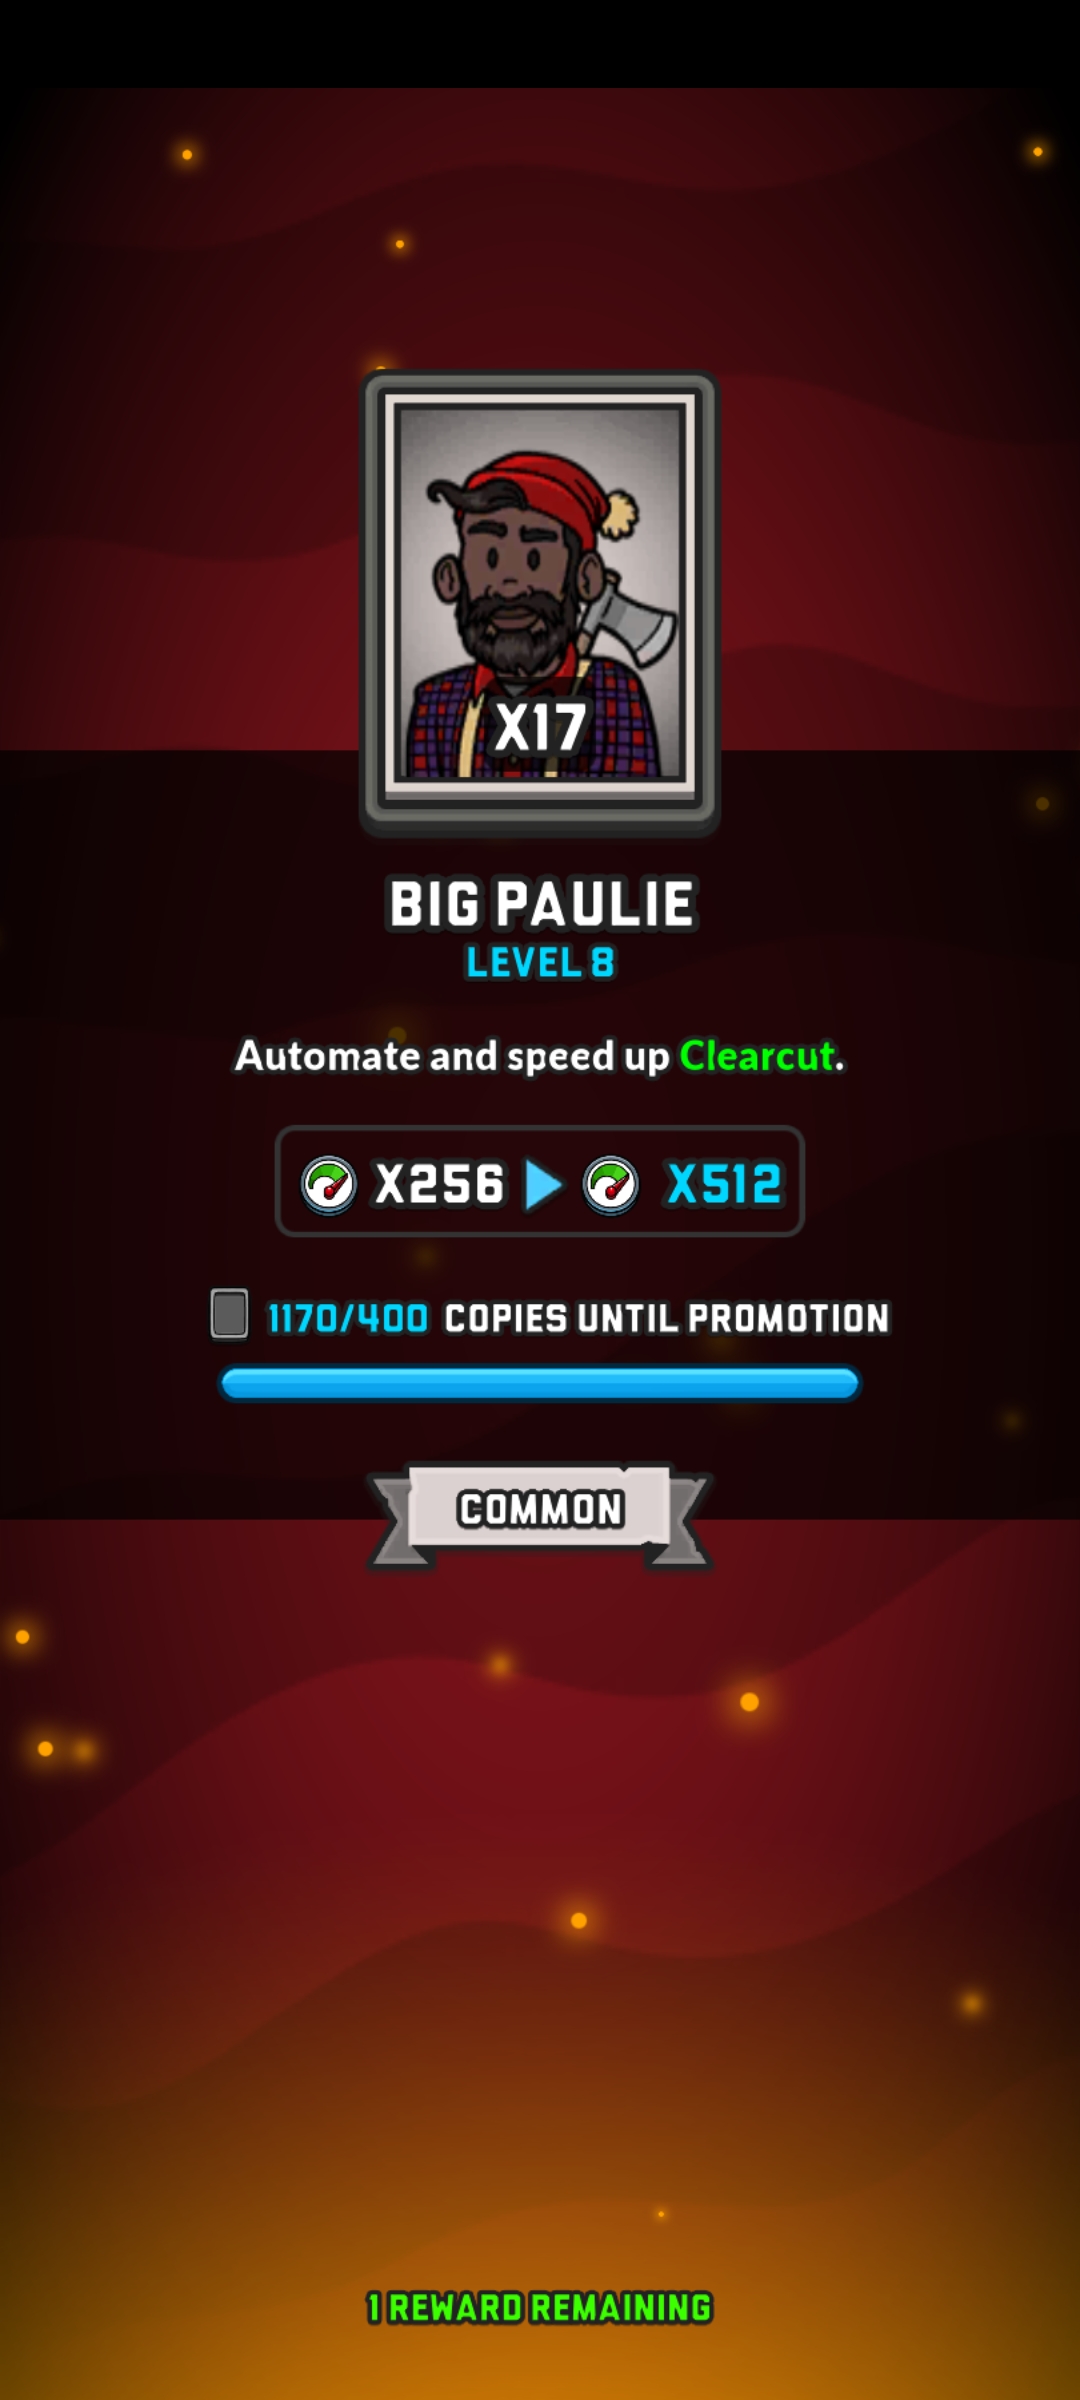 X17
BIG PAULIE
LEVEL 8
Automate and speed up Clearcut.
X256 X512
1170/400 COPIES UNTIL PROMOTION
COMMON
1 REWARD REMAINING